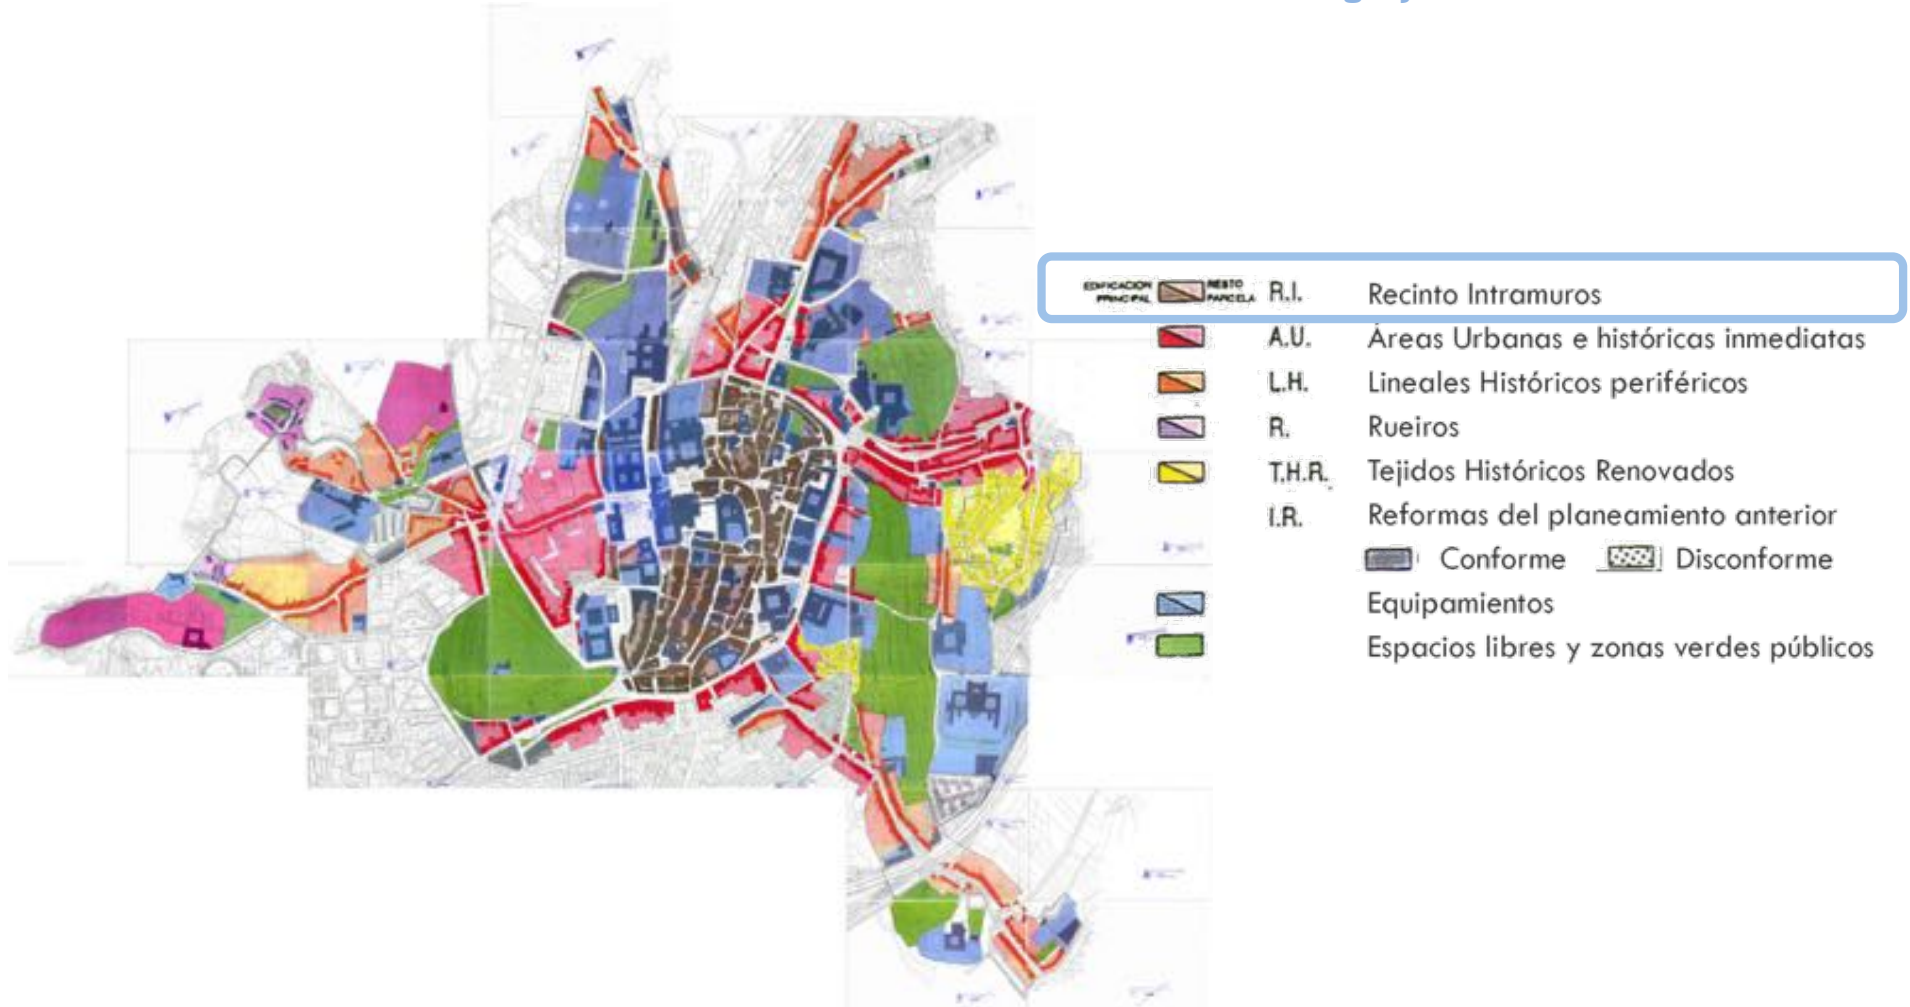 EDIFICACION PRINCIPAL RESTO PARCELA R.I. Recinto Intramuros
A.U. Áreas Urbanas e históricas inmediatas
L.H. Lineales Históricos periféricos
R. Rueiros
T.H.R. Tejidos Históricos Renovados
I.R. Reformas del planeamiento anterior
Conforme Disconforme
Equipamientos
Espacios libres y zonas verdes públicos